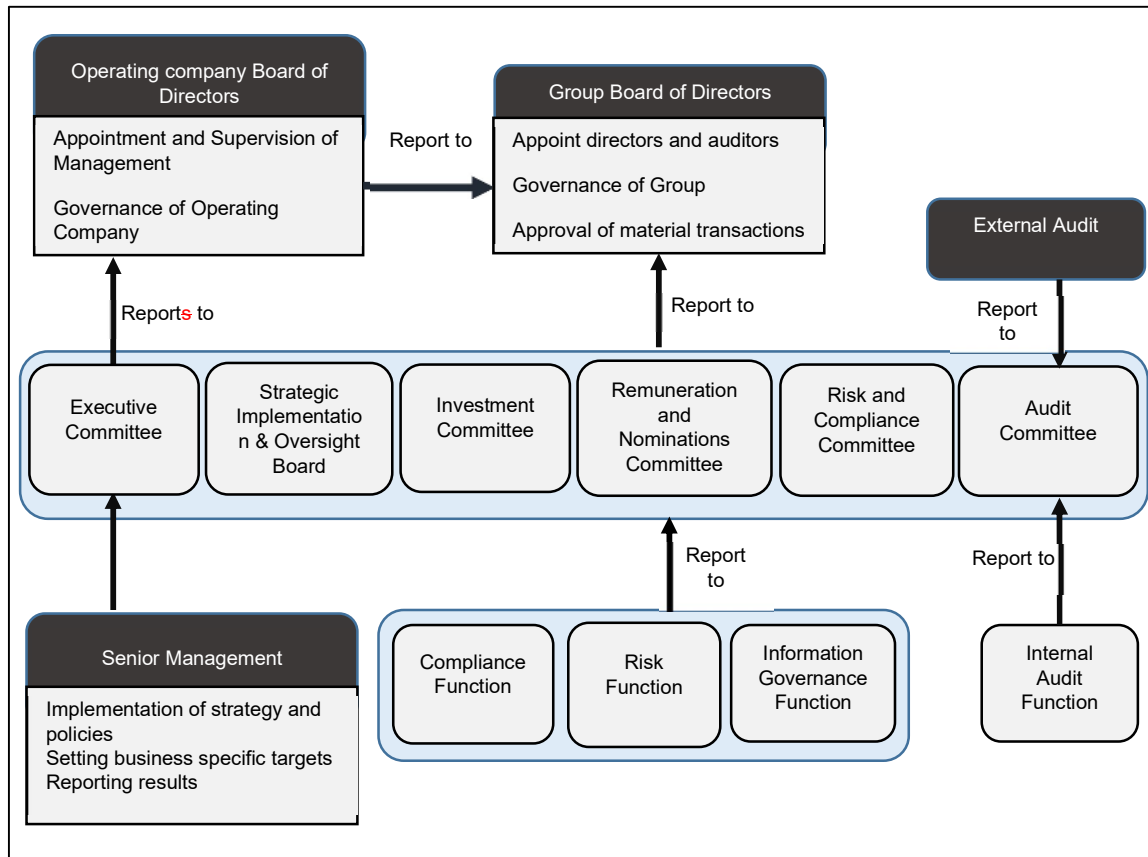 Operating company Board of
Directors
Appointment and Supervision of
Management
Governance of Operating
Company
Report to
Group Board of Directors
Appoint directors and auditors
Governance of Group
Approval of material transactions
External Audit
Reports to
Report to
Report
to
Executive
Committee
Strategic
Implementatio
n & Oversight
Board
Investment
Committee
Remuneration
and
Nominations
Committee
Risk and
Compliance
Committee
Audit
Committee
Report
to
Report to
Senior Management
Implementation of strategy and
policies
Setting business specific targets
Reporting results
Compliance
Function
Risk
Function
Information
Governance
Function
Internal
Audit
Function